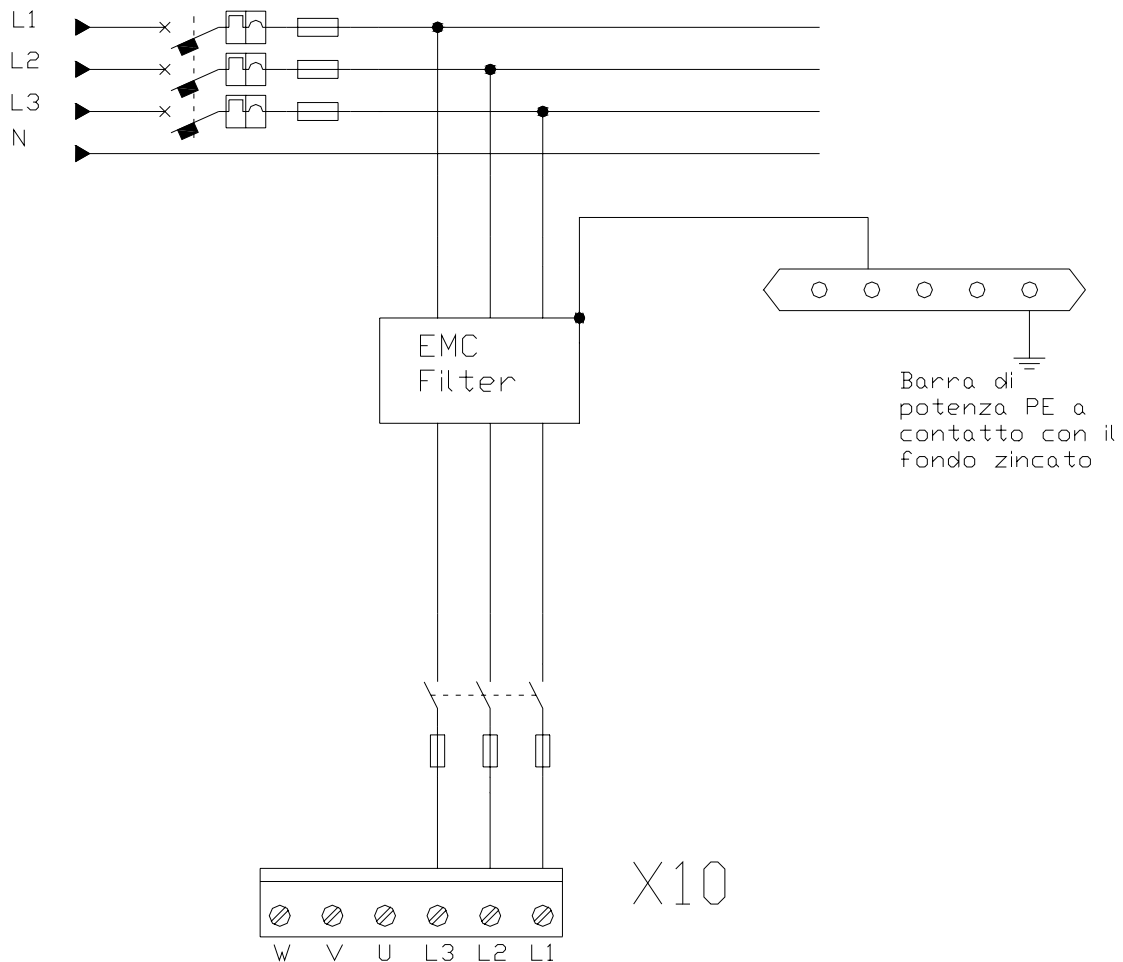 L1
L2
L3
N
EMC
Filter
Barra di
potenza PE a
contatto con il
fondo zincato
X10
W V U L3 L2 L1